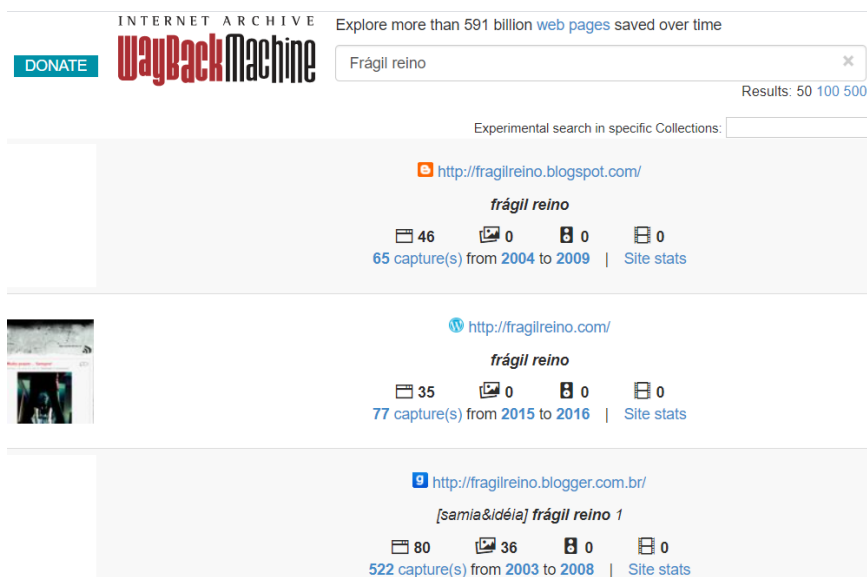 INTERNET ARCHIVE
WayBackMachine
DONATE
Explore more than 591 billion web pages saved over time
Frágil reino
Results: 50 100 500
Experimental search in specific Collections:
http://fragilreino.blogspot.com/
frágil reino
46 0 0 0
65 capture(s) from 2004 to 2009 | Site stats
http://fragilreino.com/
frágil reino
35 0 0 0
77 capture(s) from 2015 to 2016 | Site stats
http://fragilreino.blogger.com.br/
[samia&idéia] frágil reino 1
80 36 0 0
522 capture(s) from 2003 to 2008 | Site stats